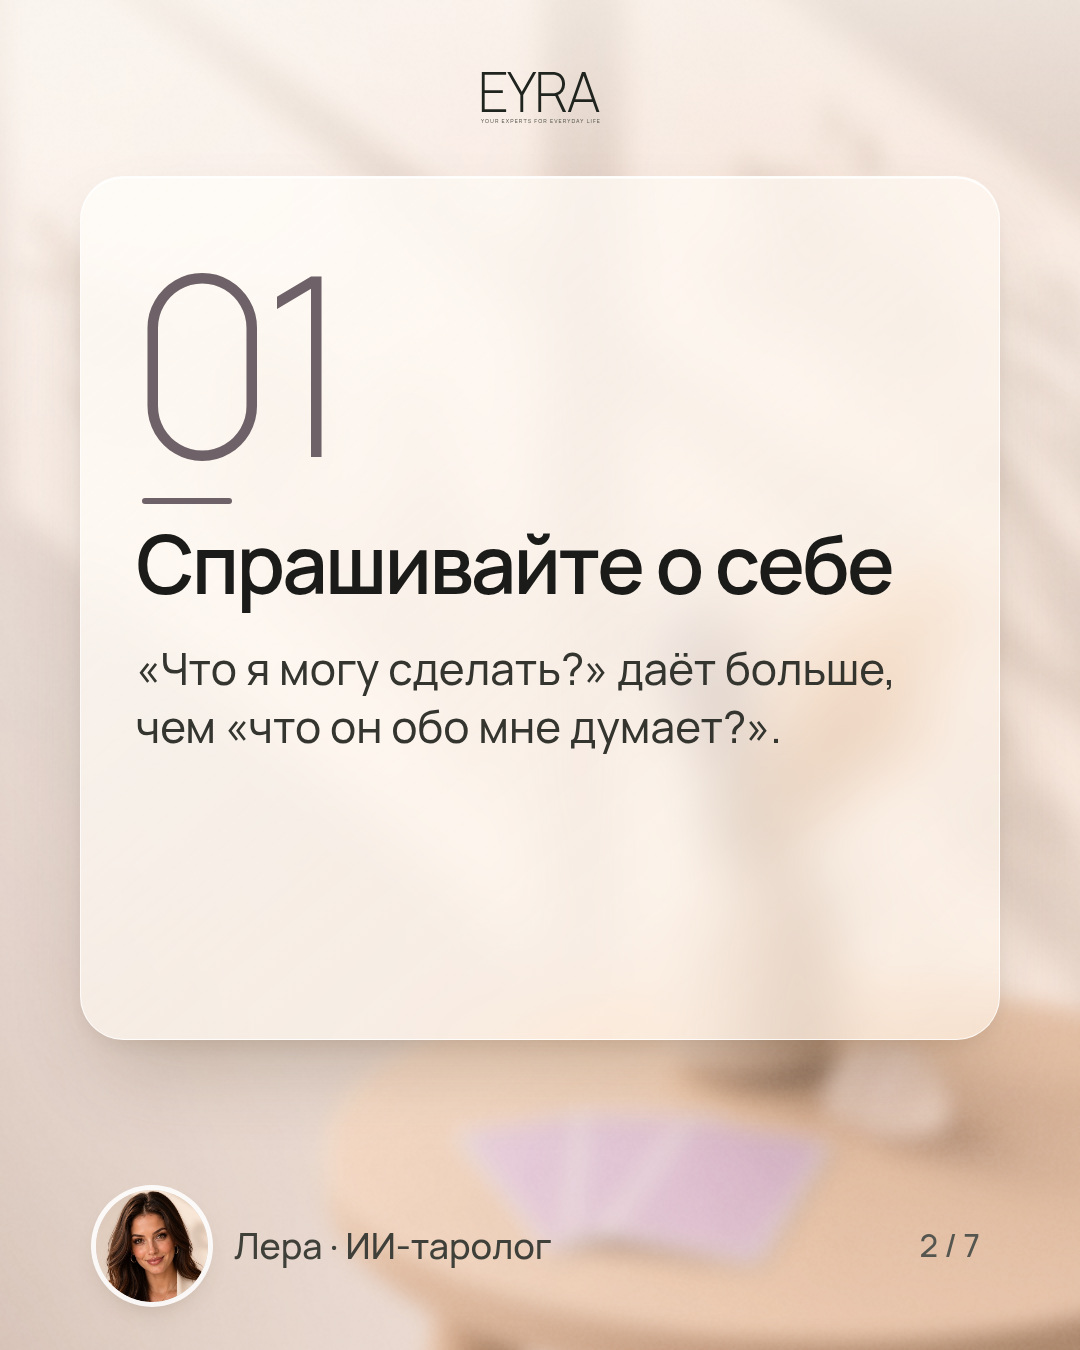 EYRA
YOUR EXPERTS FOR EVERYDAY LIFE
01
Спрашивайте о себе
«Что я могу сделать?» даёт больше,
чем «что он обо мне думает?».
Лера · ИИ-таролог
2 / 7